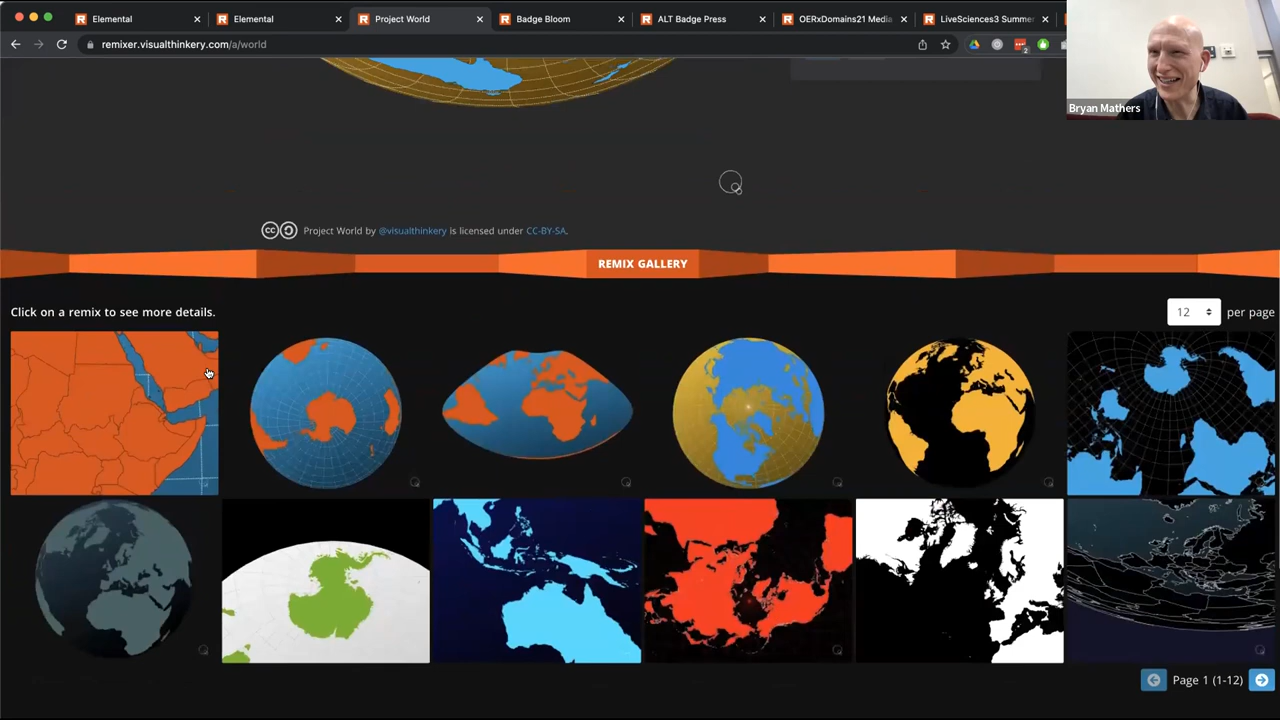 Elemental
Elemental
Project World
Badge Bloom
ALT Badge Press
OERxDomains21 Media
LiveSciences3 Summe
remixer.visualthinkery.com/a/world
2
Bryan Mathers
Project World by @visualthinkery is licensed under CC-BY-SA.
REMIX GALLERY
Click on a remix to see more details.
12 per page
Page 1 (1-12)